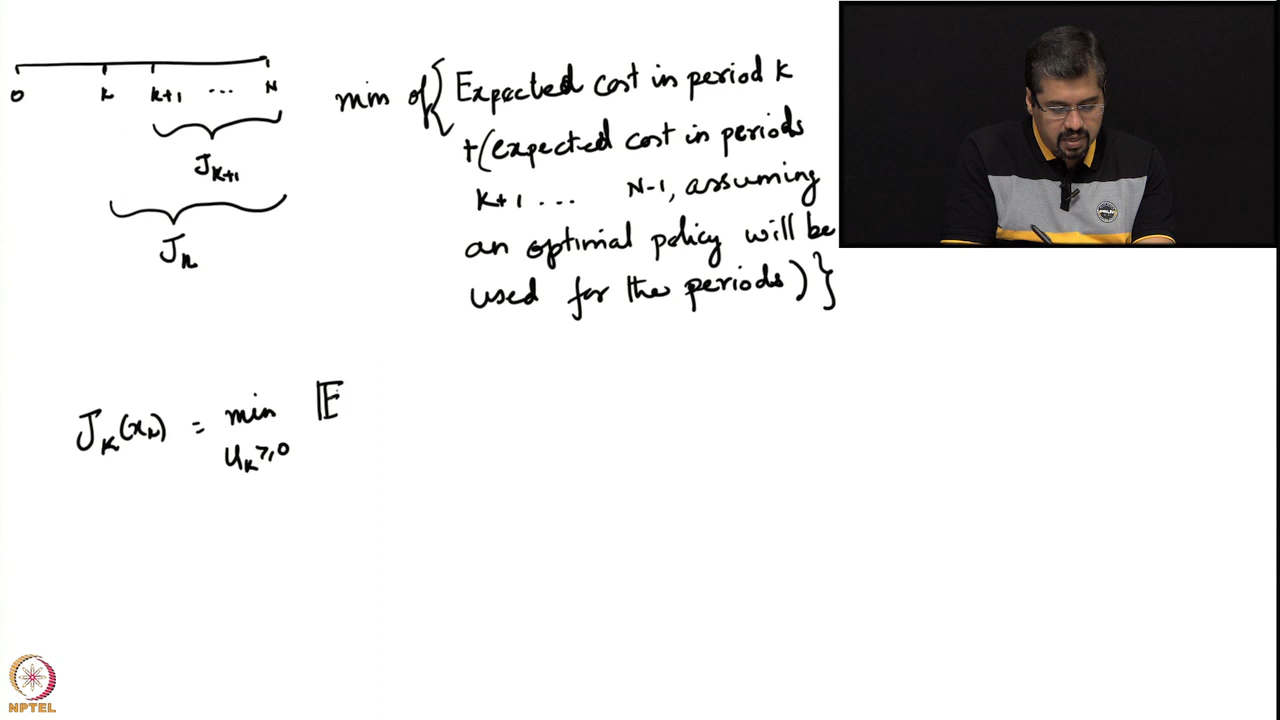 0 k k+1 ... N
J_{k+1}
J_k
min of { Expected cost in period k
+ (expected cost in periods
k+1 ... N-1, assuming
an optimal policy will be
used for the periods) }
J_k(x_k) = min 𝔼
u_k ≥ 0
NPTEL